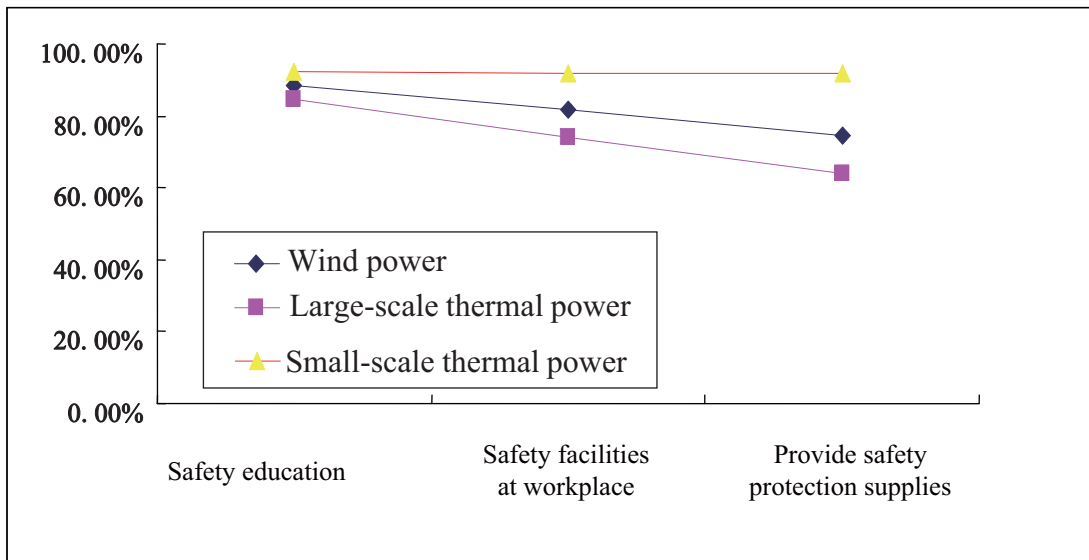 100.00%
80.00%
60.00%
40.00%
20.00%
0.00%
Wind power
Large-scale thermal power
Small-scale thermal power
Safety education
Safety facilities
at workplace
Provide safety
protection supplies